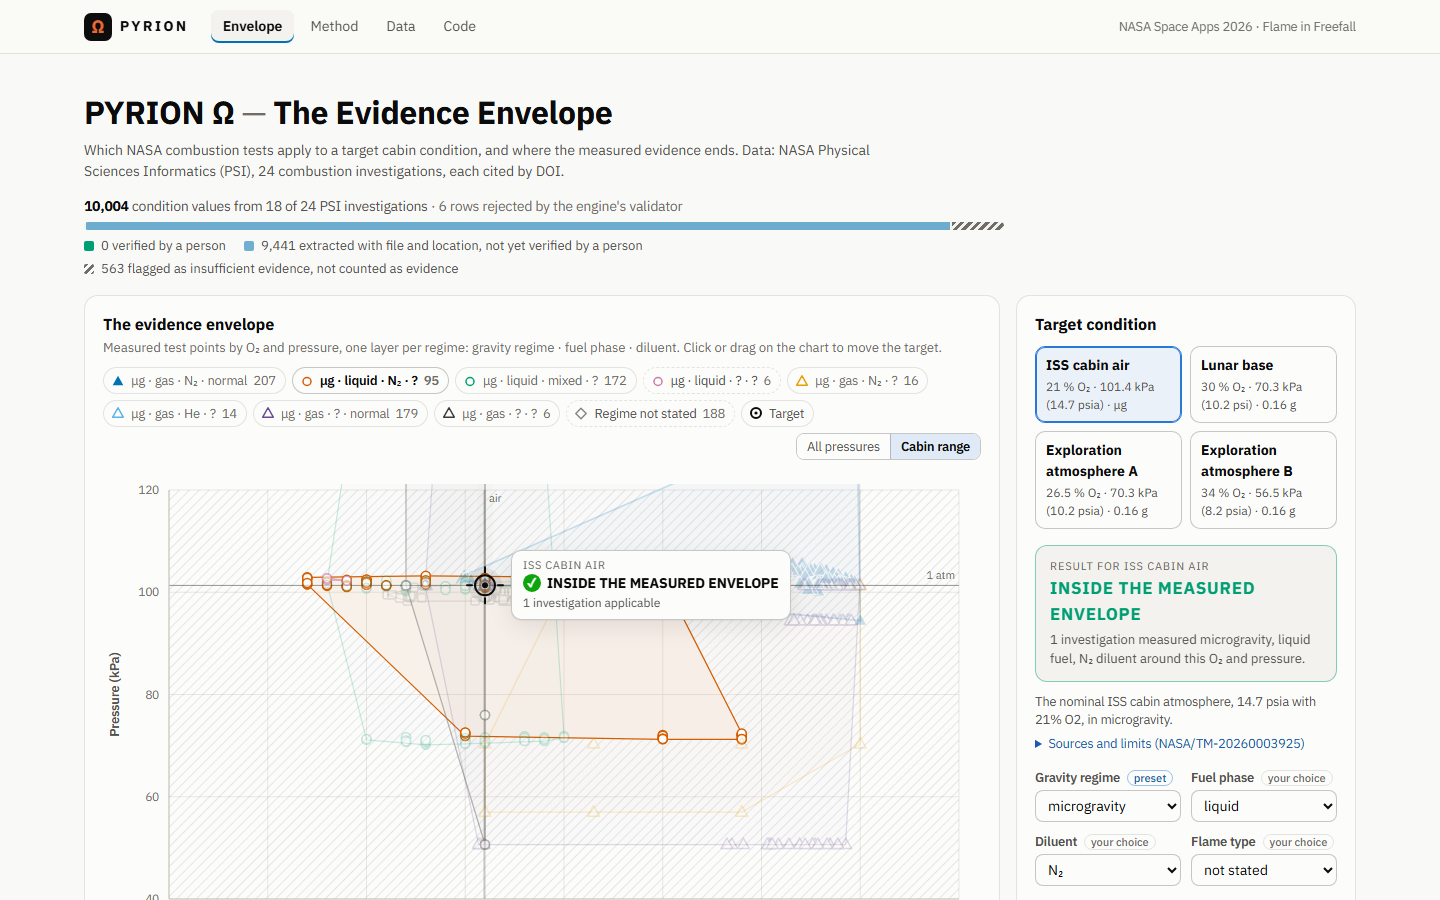 Ω PYRION Envelope Method Data Code NASA Space Apps 2026 · Flame in Freefall
PYRION Ω — The Evidence Envelope
Which NASA combustion tests apply to a target cabin condition, and where the measured evidence ends. Data: NASA Physical
Sciences Informatics (PSI), 24 combustion investigations, each cited by DOI.
10,004 condition values from 18 of 24 PSI investigations · 6 rows rejected by the engine's validator
0 verified by a person 9,441 extracted with file and location, not yet verified by a person
563 flagged as insufficient evidence, not counted as evidence
The evidence envelope
Measured test points by O₂ and pressure, one layer per regime: gravity regime · fuel phase · diluent. Click or drag on the chart to move the target.
µg · gas · N₂ · normal 207 µg · liquid · N₂ · ? 95 µg · liquid · mixed · ? 172 µg · liquid · ? · ? 6 µg · gas · N₂ · ? 16
µg · gas · He · ? 14 µg · gas · ? · normal 179 µg · gas · ? · ? 6 Regime not stated 188 Target
All pressures Cabin range
120
air
1 atm
100
80
60
40
Pressure (kPa)
ISS CABIN AIR
INSIDE THE MEASURED ENVELOPE
1 investigation applicable
Target condition
ISS cabin air
21 % O₂ · 101.4 kPa
(14.7 psia) · µg
Lunar base
30 % O₂ · 70.3 kPa
(10.2 psi) · 0.16 g
Exploration
atmosphere A
26.5 % O₂ · 70.3 kPa
(10.2 psia) · 0.16 g
Exploration
atmosphere B
34 % O₂ · 56.5 kPa
(8.2 psia) · 0.16 g
RESULT FOR ISS CABIN AIR
INSIDE THE MEASURED
ENVELOPE
1 investigation measured microgravity, liquid
fuel, N₂ diluent around this O₂ and pressure.
The nominal ISS cabin atmosphere, 14.7 psia with
21% O2, in microgravity.
Sources and limits (NASA/TM-20260003925)
Gravity regime preset Fuel phase your choice
microgravity liquid
Diluent your choice Flame type your choice
N₂ not stated